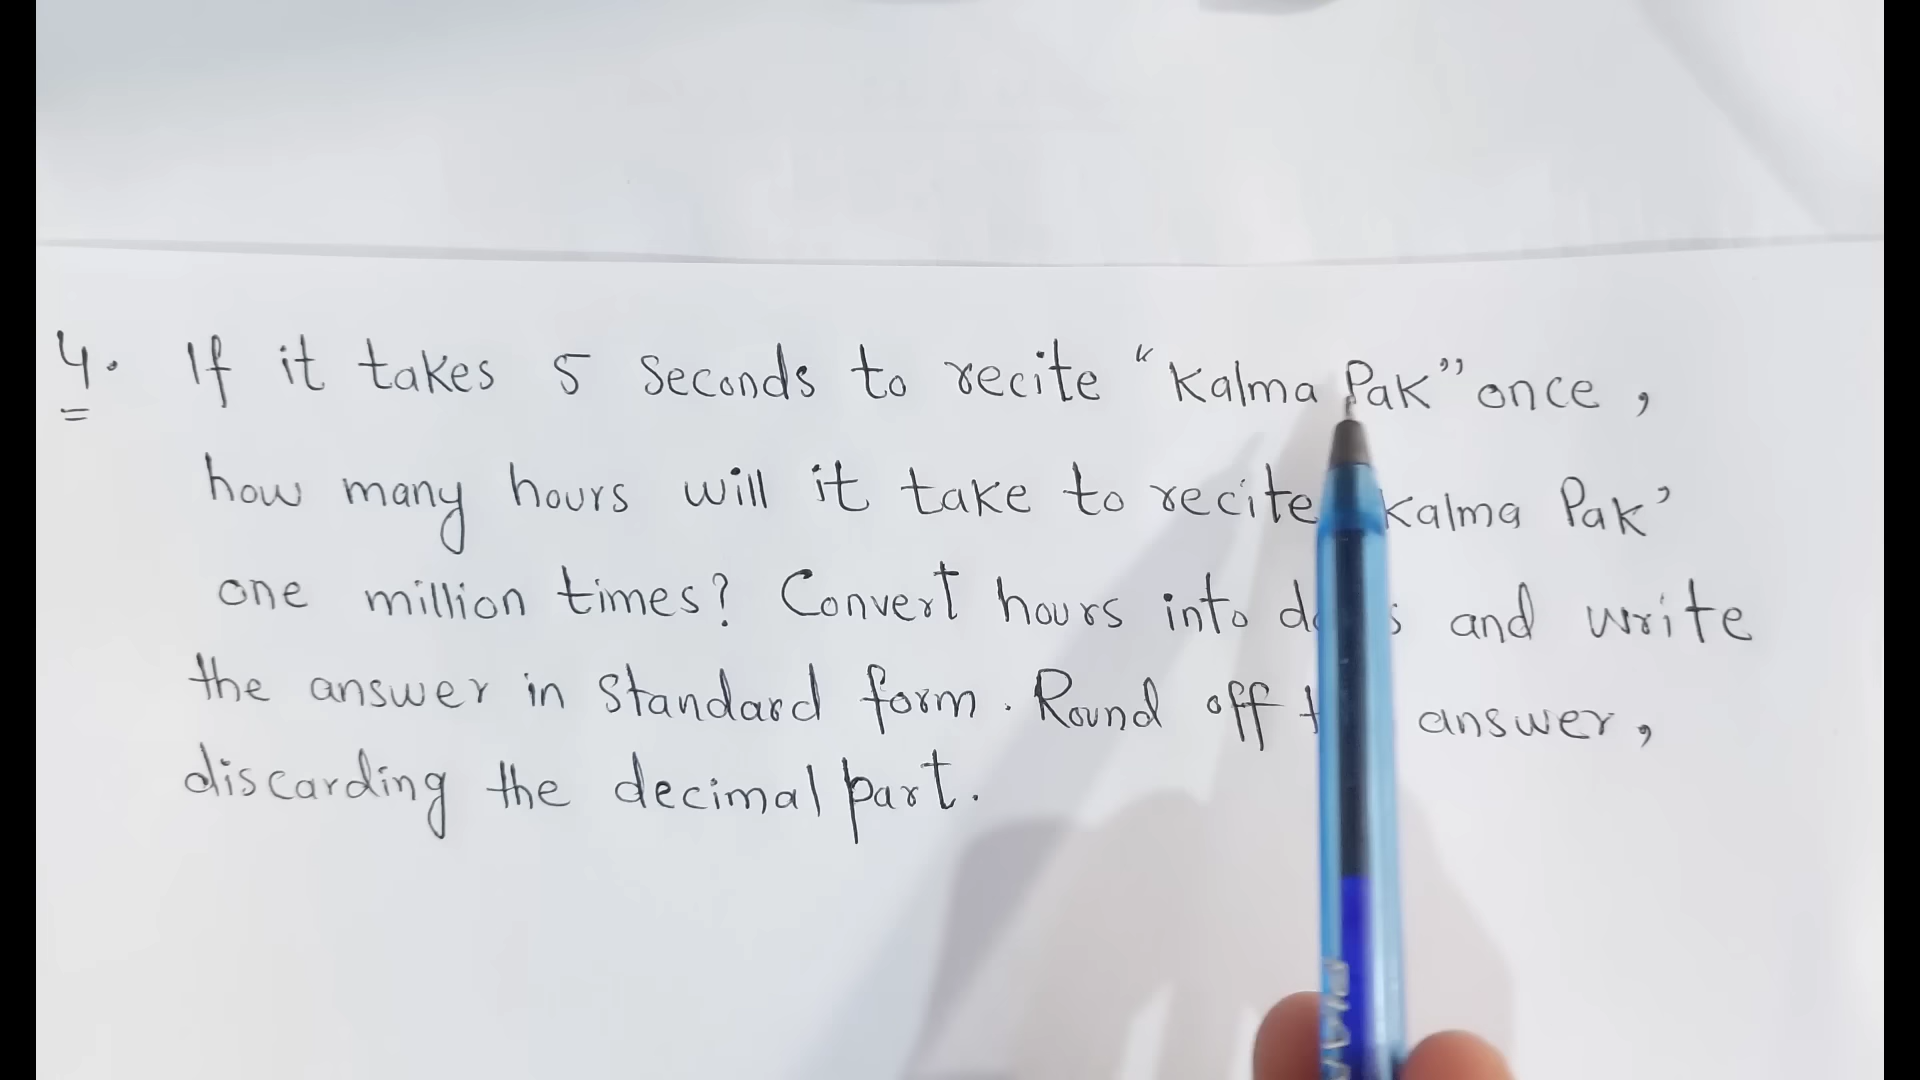 4. If it takes 5 seconds to recite "Kalma Pak" once,
how many hours will it take to recite Kalma Pak'
one million times? Convert hours into and write
the answer in standard form. Round off answer,
discarding the decimal part.